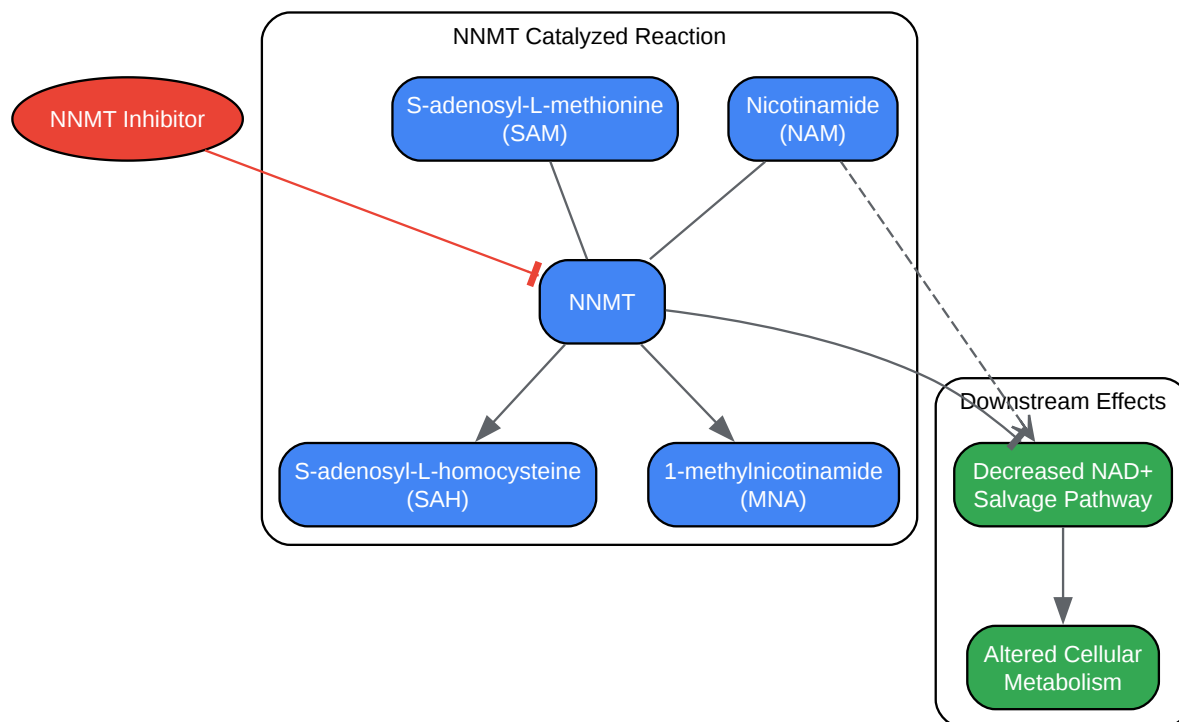 NNMT Catalyzed Reaction
NNMT Inhibitor
S-adenosyl-L-methionine
(SAM)
Nicotinamide
(NAM)
NNMT
Downstream Effects
S-adenosyl-L-homocysteine
(SAH)
1-methylnicotinamide
(MNA)
Decreased NAD+
Salvage Pathway
Altered Cellular
Metabolism